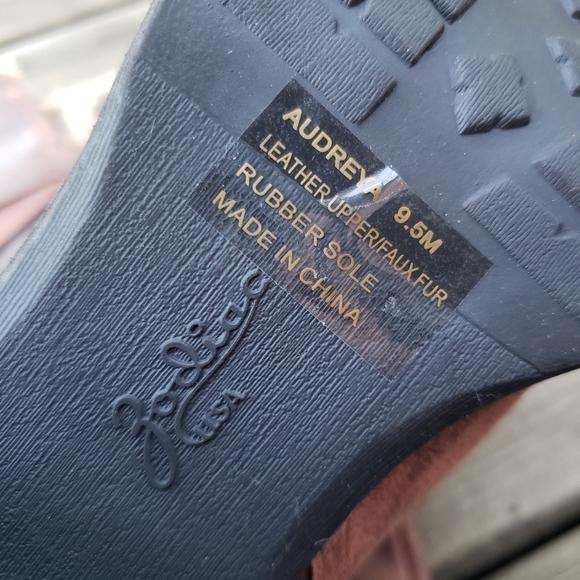 AUDREYA 9.5M
LEATHER UPPER/FAUX FUR
RUBBER SOLE
MADE IN CHINA
Zodiac
USA